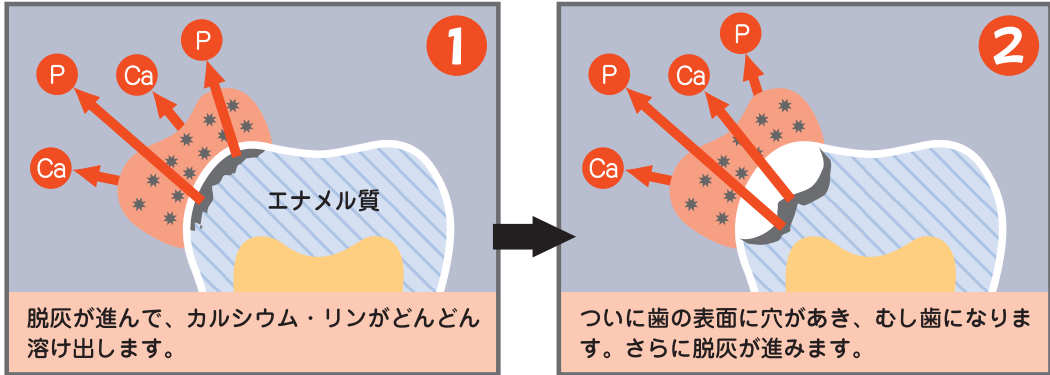 1
P
Ca
P
Ca
エナメル質
脱灰が進んで、カルシウム・リンがどんどん
溶け出します。
2
P
Ca
P
Ca
ついに歯の表面に穴があき、むし歯になりま
す。さらに脱灰が進みます。